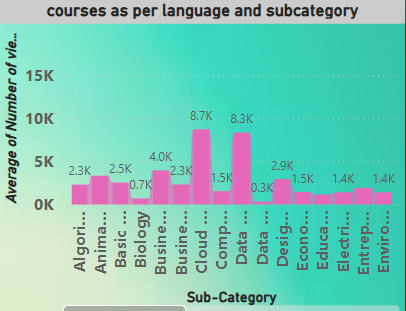 courses as per language and subcategory
Average of Number of vie...
15K
10K
5K
0K
2.3K
2.5K
0.7K
4.0K
2.3K
8.7K
1.5K
8.3K
0.3K
2.9K
1.5K
1.4K
1.4K
Algori...
Anima...
Basic ...
Biology
Busine...
Busine...
Cloud ...
Comp...
Data ...
Data ...
Desig...
Econo...
Educa...
Electri...
Entrep...
Enviro...
Sub-Category